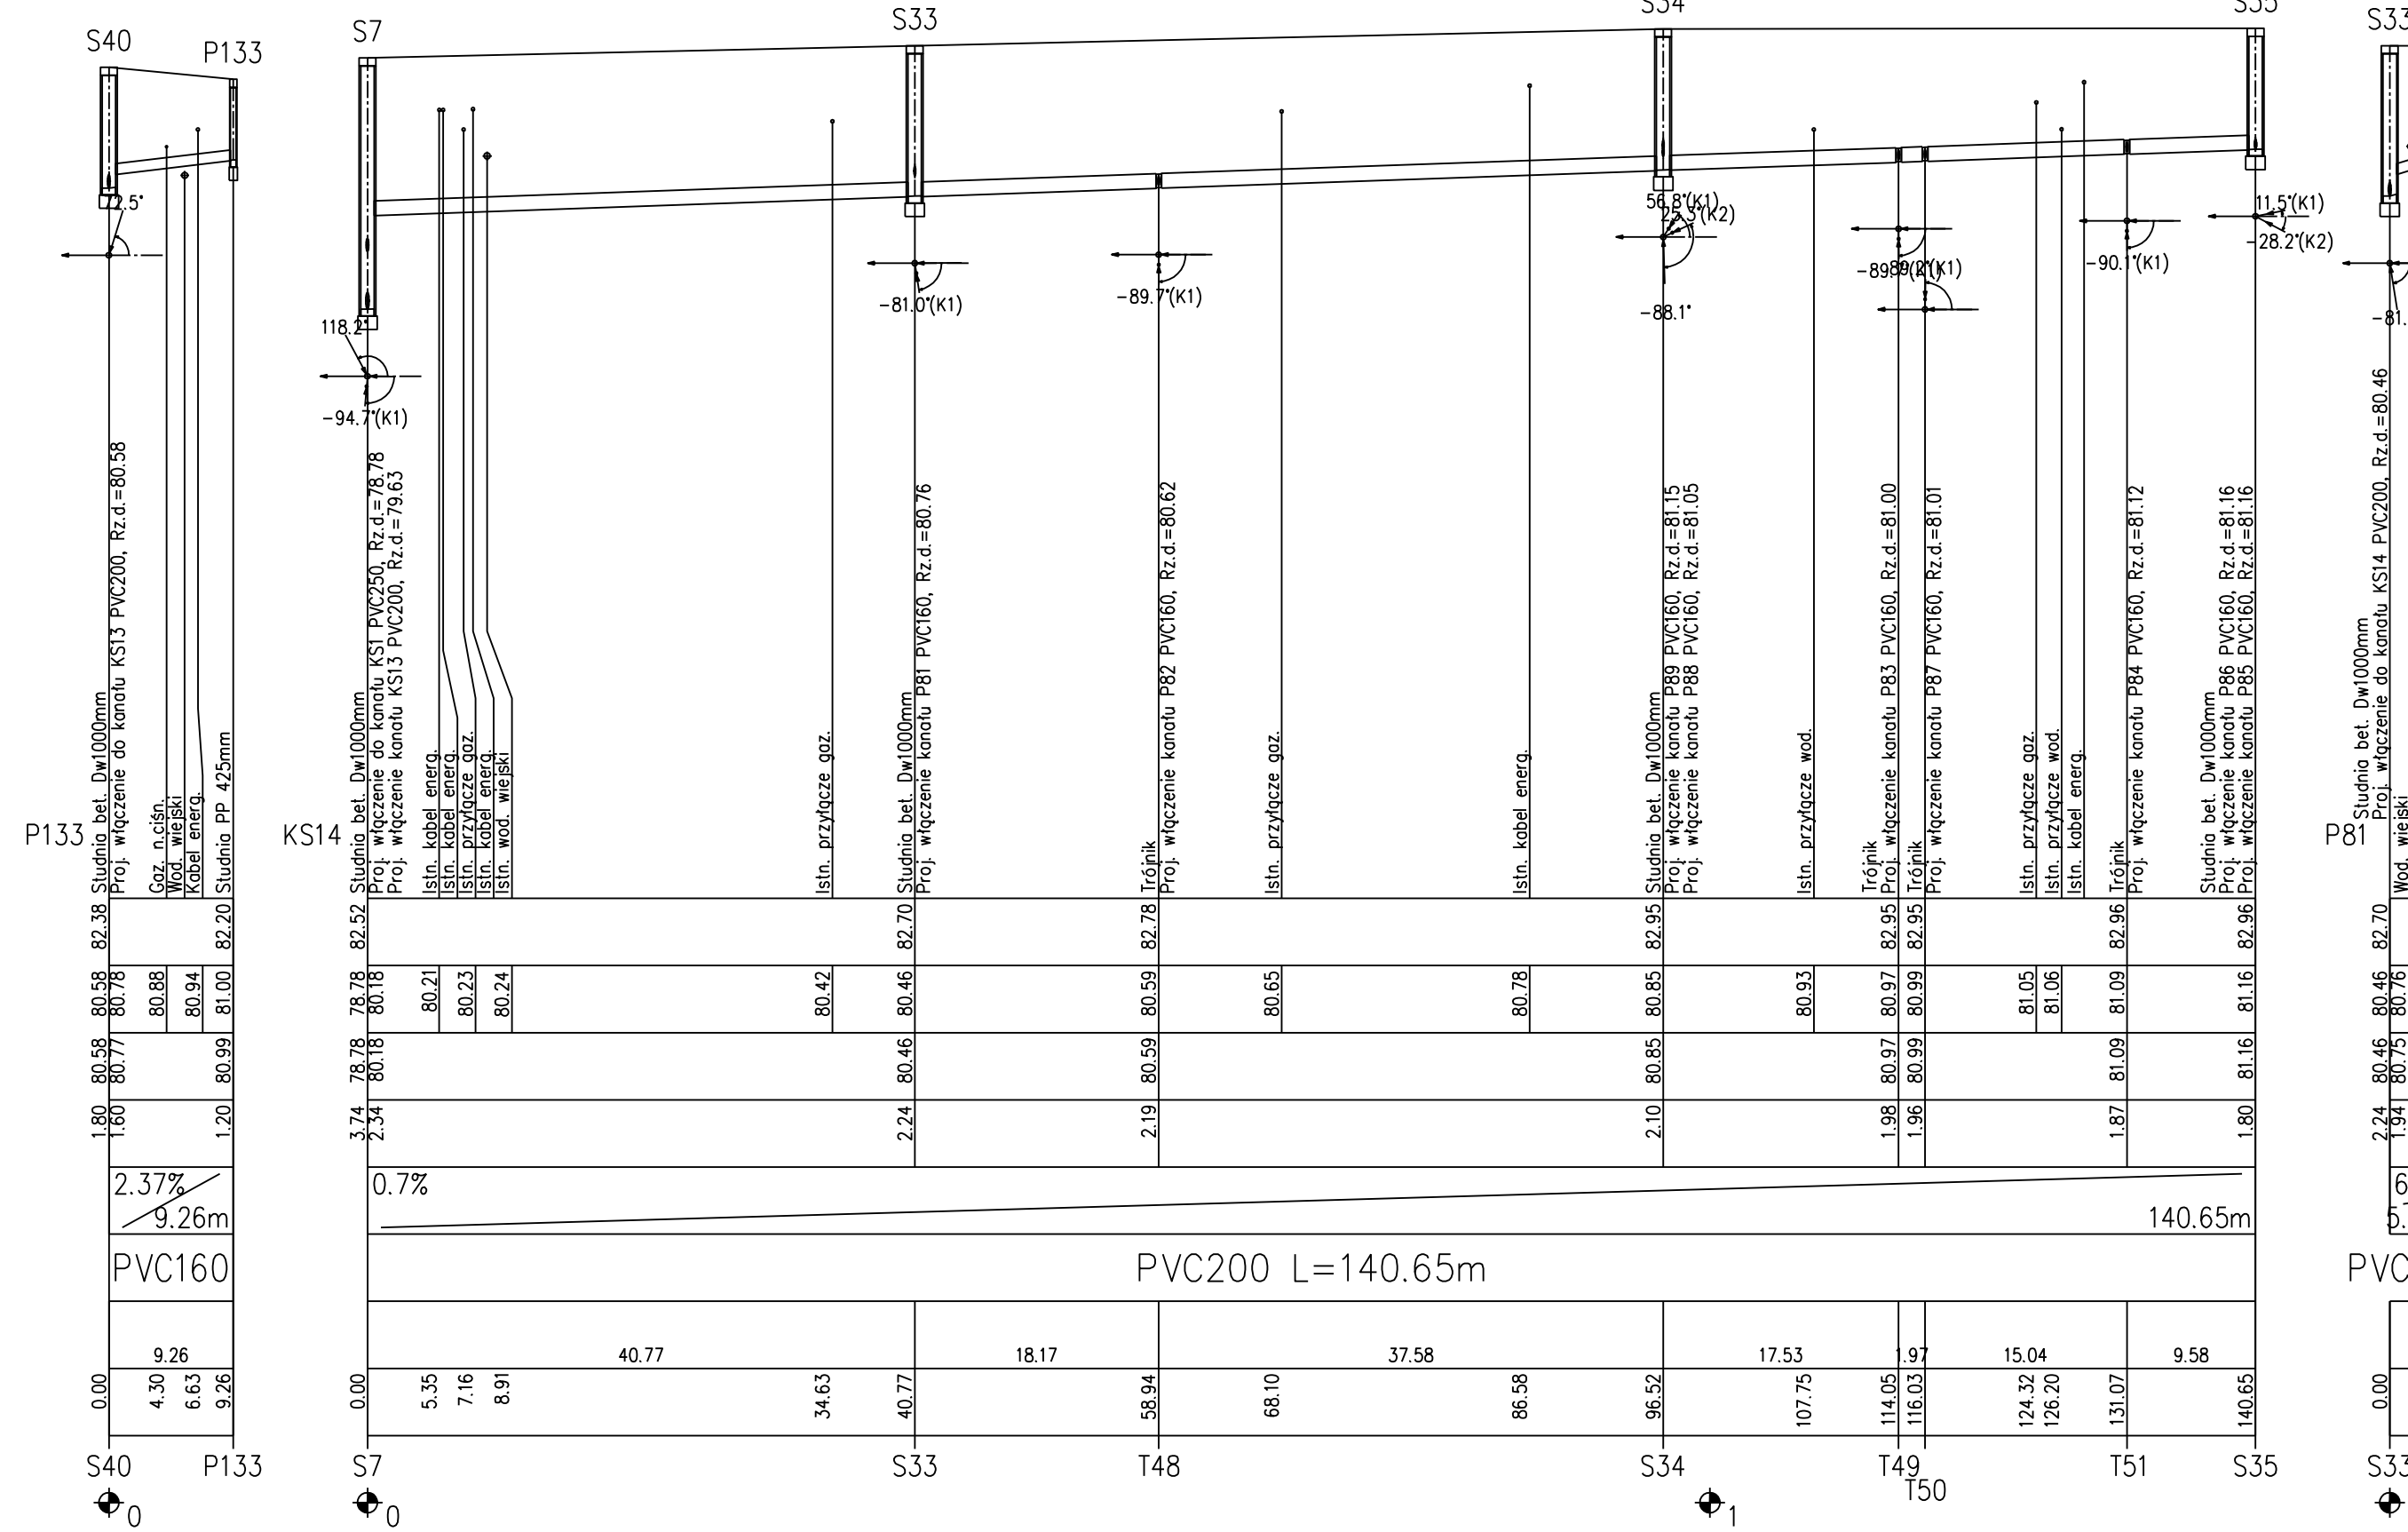 S40
P133
S7
S33
S34
S35
S33
72.5°
118.2°
-94.7°(K1)
-81.0°(K1)
-89.7°(K1)
56.8°(K1)
25.3°(K2)
-88.1°
-90.1°(K1)
11.5°(K1)
-28.2°(K2)
P133
Studnia bet. Dw1000mm
Proj. włączenie do kanału KS13 PVC200, Rz.d.=80.58
Gaz. n.ciśn.
Wod. wiejski
Kabel energ.
Studnia PP 425mm
KS14
Studnia bet. Dw1000mm
Proj. włączenie do kanału KS1 PVC250, Rz.d.=78.78
Proj. włączenie kanału KS13 PVC200, Rz.d.=79.63
Istn. kabel energ.
Istn. kabel energ.
Istn. przyłącze gaz.
Istn. kabel energ.
Istn. wod. wiejski
Istn. przyłącze gaz.
Studnia bet. Dw1000mm
Proj. włączenie kanału P81 PVC160, Rz.d.=80.76
Trójnik
Proj. włączenie kanału P82 PVC160, Rz.d.=80.62
Istn. przyłącze gaz.
Istn. kabel energ.
Studnia bet. Dw1000mm
Proj. włączenie kanału P89 PVC160, Rz.d.=81.15
Proj. włączenie kanału P88 PVC160, Rz.d.=81.05
Istn. przyłącze wod.
Trójnik
Proj. włączenie kanału P83 PVC160, Rz.d.=81.00
Trójnik
Proj. włączenie kanału P87 PVC160, Rz.d.=81.01
Istn. przyłącze gaz.
Istn. przyłącze wod.
Istn. kabel energ.
Trójnik
Proj. włączenie kanału P84 PVC160, Rz.d.=81.12
Studnia bet. Dw1000mm
Proj. włączenie kanału P86 PVC160, Rz.d.=81.16
Proj. włączenie kanału P85 PVC160, Rz.d.=81.16
P81
Studnia bet. Dw1000mm
Proj. włączenie do kanału KS14 PVC200, Rz.d.=80.46
Wod. wiejski
82.38 82.20 82.52 82.70 82.78 82.95 82.95 82.95 82.96 82.96 82.70
80.58 80.78 80.88 80.94 81.00 78.78 80.18 80.21 80.23 80.24 80.42 80.46 80.59 80.65 80.78 80.85 80.93 80.97 80.99 81.05 81.06 81.09 81.16 80.46 80.76
80.58 80.77 80.99 78.78 80.18 80.46 80.59 80.85 80.97 80.99 81.09 81.16 80.46 80.75
1.80 1.60 1.20 3.74 2.34 2.24 2.19 2.10 1.98 1.96 1.87 1.80 2.24 1.94
2.37%
9.26m
0.7%
140.65m
PVC160
PVC200 L=140.65m
9.26 40.77 18.17 37.58 17.53 1.97 15.04 9.58
0.00 4.30 6.63 9.26 0.00 5.35 7.16 8.91 34.63 40.77 58.94 68.10 86.58 96.52 107.75 114.05 116.03 124.32 126.20 131.07 140.65 0.00
S40 P133 S7 S33 T48 S34 T49 T50 T51 S35 S33
0 0 1